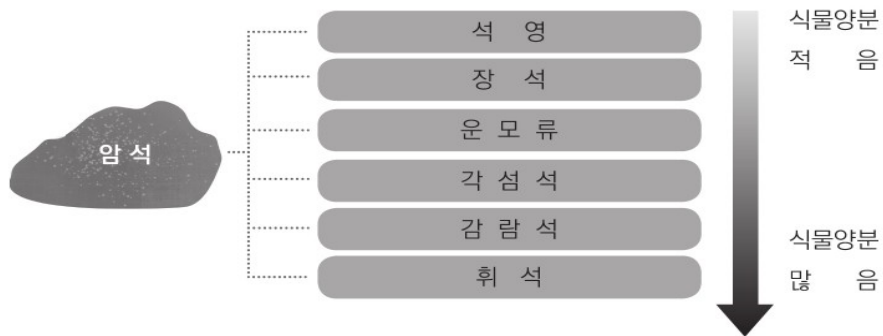 석 영
장 석
운 모 류
각 섬 석
감 람 석
휘 석
암 석
식물양분
적 음
식물양분
많 음